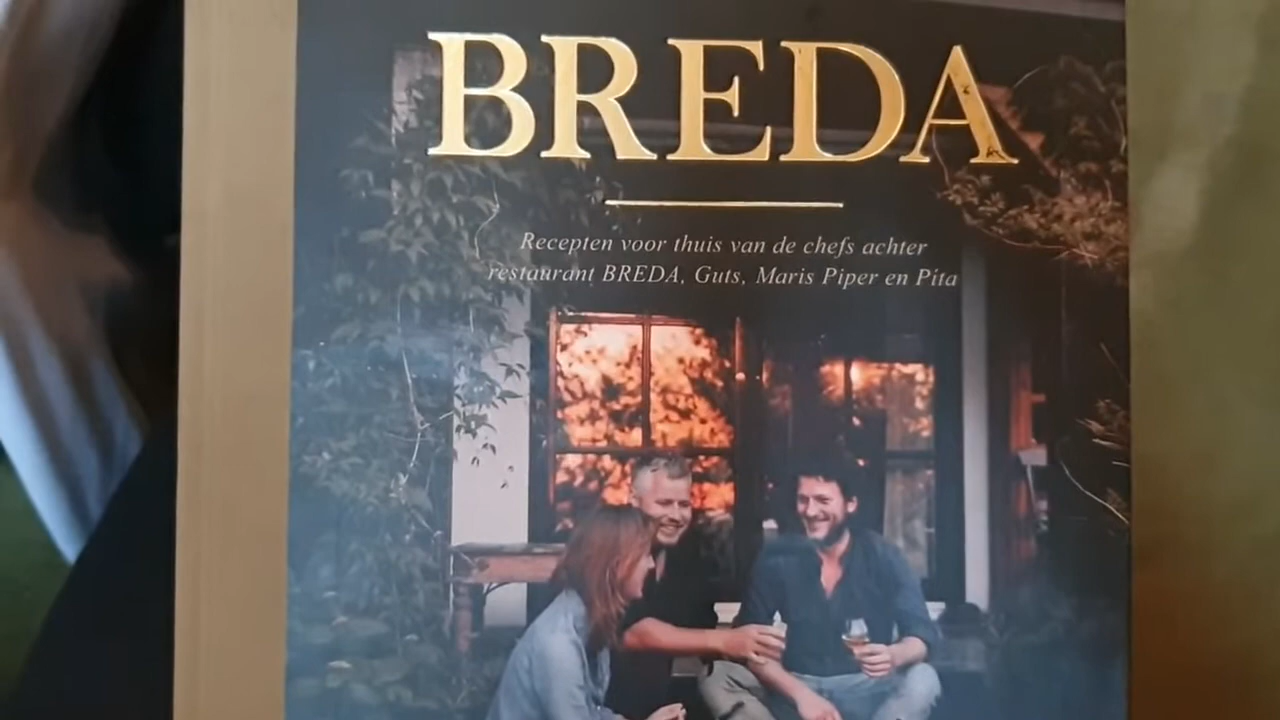 BREDA
Recepten voor thuis van de chefs achter
restaurant BREDA, Guts, Maris Piper en Pita